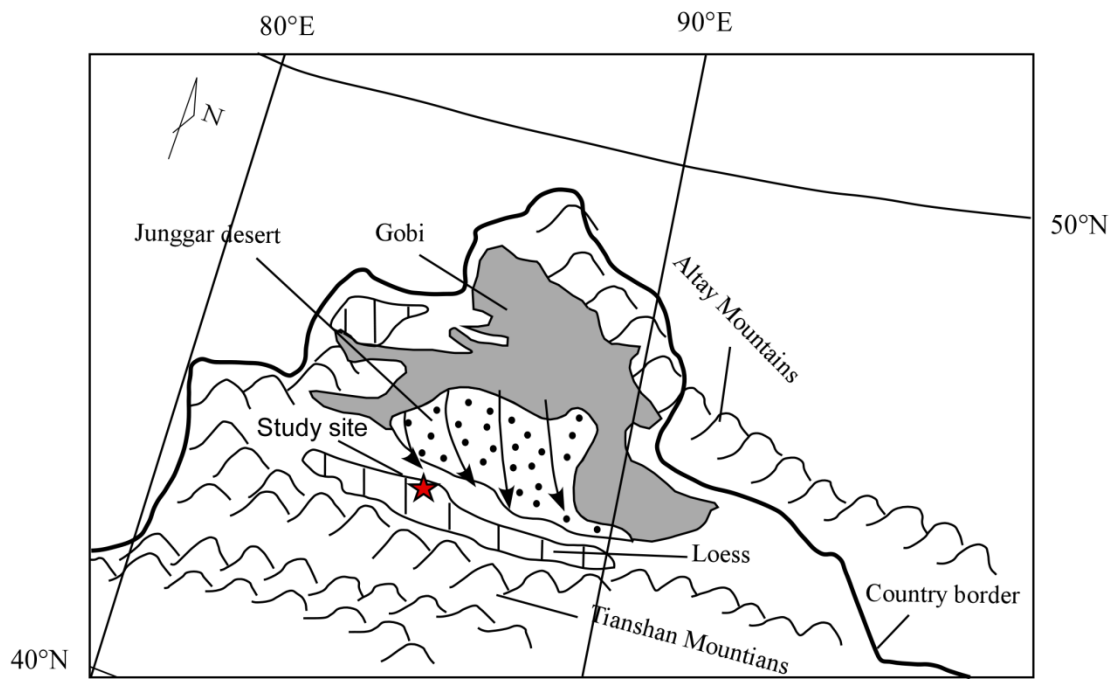 80°E
90°E
N
50°N
Junggar desert
Gobi
Altay Mountains
Study site
Loess
Country border
Tianshan Mountians
40°N